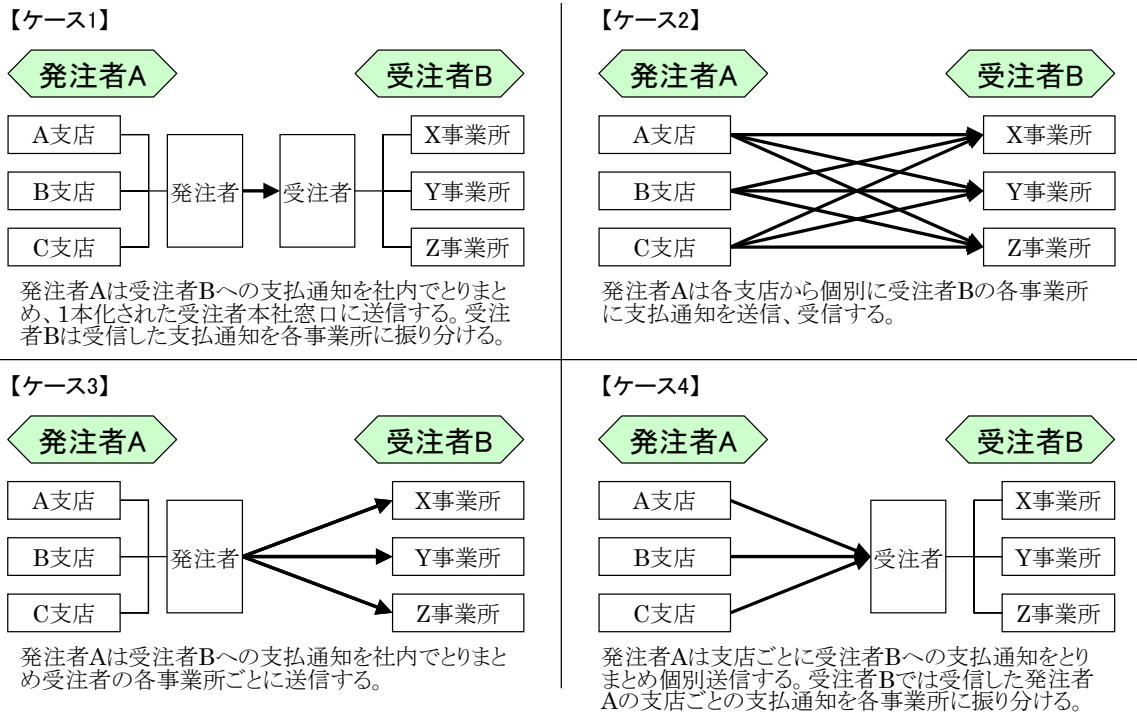 【ケース1】
発注者A
受注者B
A支店
B支店
C支店
発注者
受注者
X事業所
Y事業所
Z事業所
発注者Aは受注者Bへの支払通知を社内でとりまと
め、1本化された受注者本社窓口に送信する。受注
者Bは受信した支払通知を各事業所に振り分ける。
【ケース2】
発注者A
受注者B
A支店
B支店
C支店
X事業所
Y事業所
Z事業所
発注者Aは各支店から個別に受注者Bの各事業所
に支払通知を送信、受信する。
【ケース3】
発注者A
受注者B
A支店
B支店
C支店
発注者
X事業所
Y事業所
Z事業所
発注者Aは受注者Bへの支払通知を社内でとりまと
め受注者の各事業所ごとに送信する。
【ケース4】
発注者A
受注者B
A支店
B支店
C支店
受注者
X事業所
Y事業所
Z事業所
発注者Aは支店ごとに受注者Bへの支払通知をとり
まとめ個別送信する。受注者Bでは受信した発注者
Aの支店ごとの支払通知を各事業所に振り分ける。